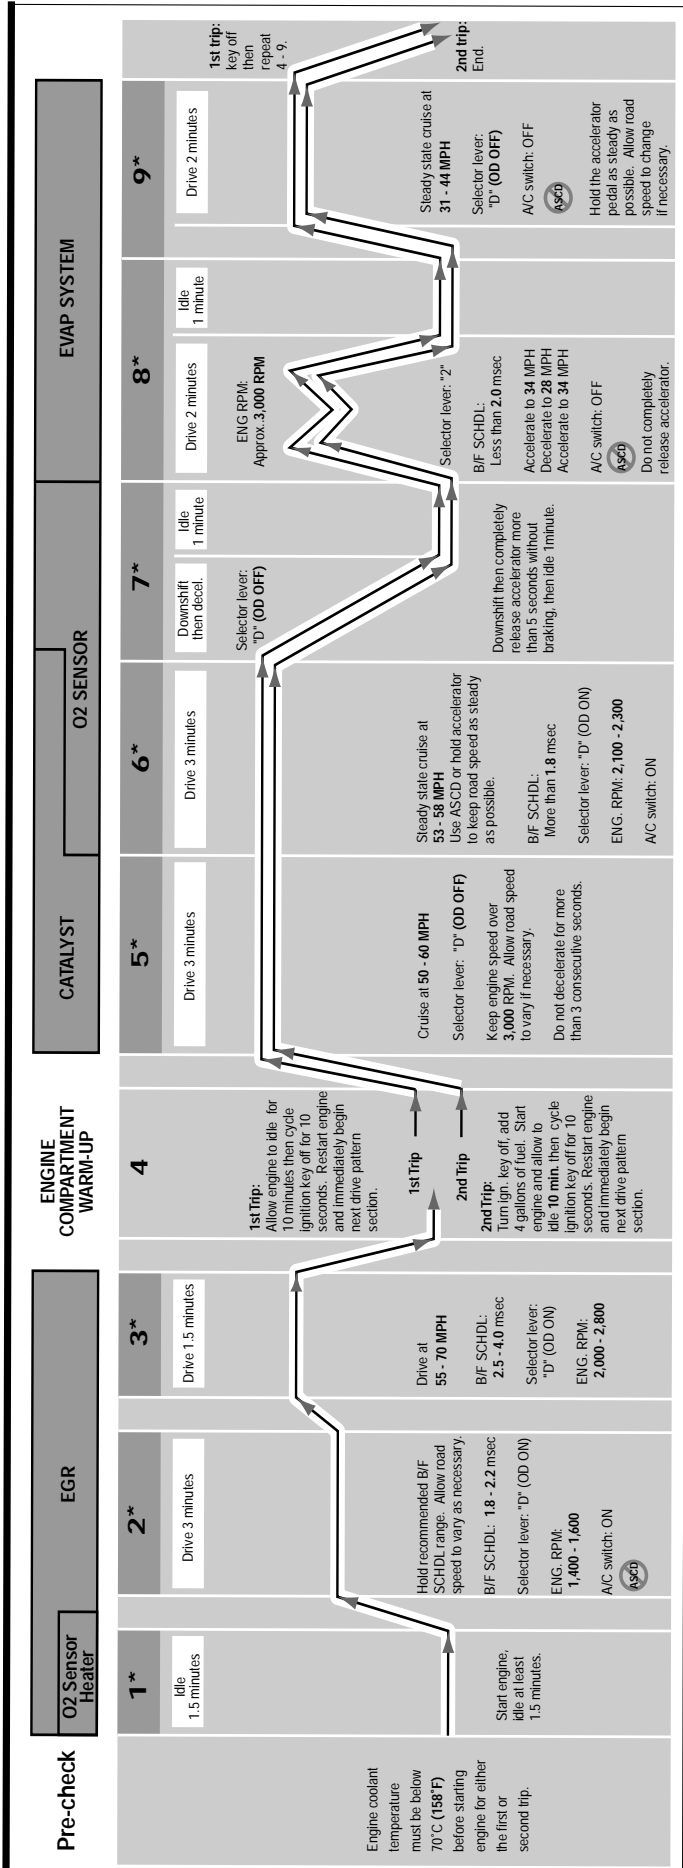 Pre-check
Engine coolant
temperature
must be below
70˚C (158˚F)
before starting
engine for either
the first or
second trip.
EGR
O2 Sensor
Heater
1*
Idle
1.5 minutes
Start engine,
idle at least
1.5 minutes.
2*
Drive 3 minutes
Hold recommended B/F
SCHDL range. Allow road
speed to vary as necessary.
B/F SCHDL: 1.8 - 2.2 msec
Selector lever: "D" (OD ON)
ENG. RPM:
1,400 - 1,600
A/C switch: ON
ASCD
3*
Drive 1.5 minutes
Drive at
55 - 70 MPH
B/F SCHDL:
2.5 - 4.0 msec
Selector lever:
"D" (OD ON)
ENG. RPM:
2,000 - 2,800
ENGINE
COMPARTMENT
WARM-UP
4
1st Trip:
Allow engine to idle for
10 minutes then cycle
ignition key off for 10
seconds. Restart engine
and immediately begin
next drive pattern
section.
1st Trip
2nd Trip
2nd Trip:
Turn ign. key off, add
4 gallons of fuel. Start
engine and allow to
idle 10 min. then cycle
ignition key off for 10
seconds. Restart engine
and immediately begin
next drive pattern
section.
CATALYST
5*
Drive 3 minutes
Cruise at 50 - 60 MPH
Selector lever: "D" (OD OFF)
Keep engine speed over
3,000 RPM. Allow road speed
to vary if necessary.
Do not decelerate for more
than 3 consecutive seconds.
O2 SENSOR
6*
Drive 3 minutes
Steady state cruise at
53 - 58 MPH
Use ASCD or hold accelerator
to keep road speed as steady
as possible.
B/F SCHDL:
More than 1.8 msec
Selector lever: "D" (OD ON)
ENG. RPM: 2,100 - 2,300
A/C switch: ON
7*
Downshift
then decel.
Idle
1 minute
Selector lever:
"D" (OD OFF)
Downshift then completely
release accelerator more
than 5 seconds without
braking, then idle 1minute.
EVAP SYSTEM
8*
Drive 2 minutes
Idle
1 minute
ENG RPM:
Approx. 3,000 RPM
Selector lever: "2"
B/F SCHDL:
Less than 2.0 msec
Accelerate to 34 MPH
Decelerate to 28 MPH
Accelerate to 34 MPH
A/C switch: OFF
ASCD
Do not completely
release accelerator.
9*
Drive 2 minutes
Steady state cruise at
31 - 44 MPH
Selector lever:
"D" (OD OFF)
A/C switch: OFF
ASCD
Hold the accelerator
pedal as steady as
possible. Allow road
speed to change
if necessary.
1st trip:
key off
then
repeat
4 - 9.
2nd trip:
End.